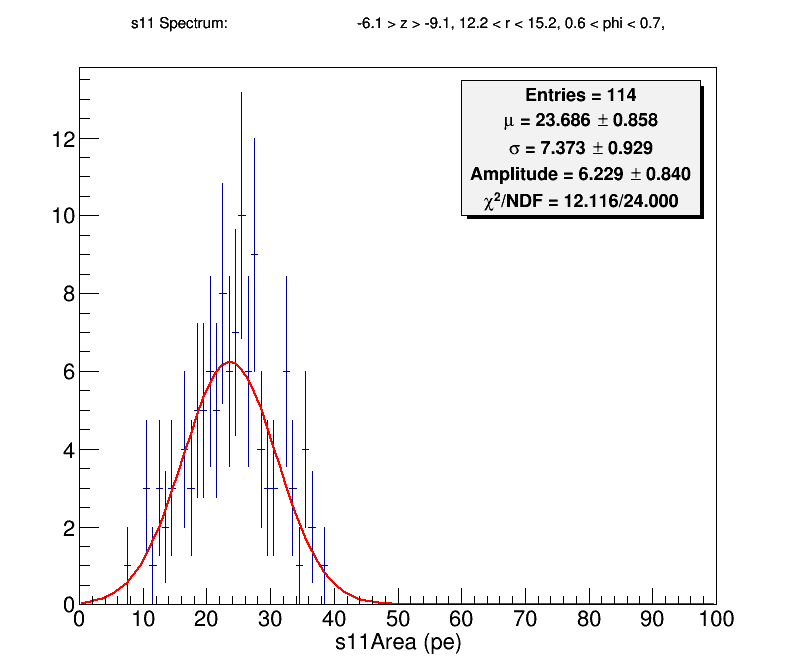 s11 Spectrum: -6.1 > z > -9.1, 12.2 < r < 15.2, 0.6 < phi < 0.7,
Entries = 114
μ = 23.686 ± 0.858
σ = 7.373 ± 0.929
Amplitude = 6.229 ± 0.840
χ²/NDF = 12.116/24.000
12
10
8
6
4
2
0
0 10 20 30 40 50 60 70 80 90 100
s11Area (pe)